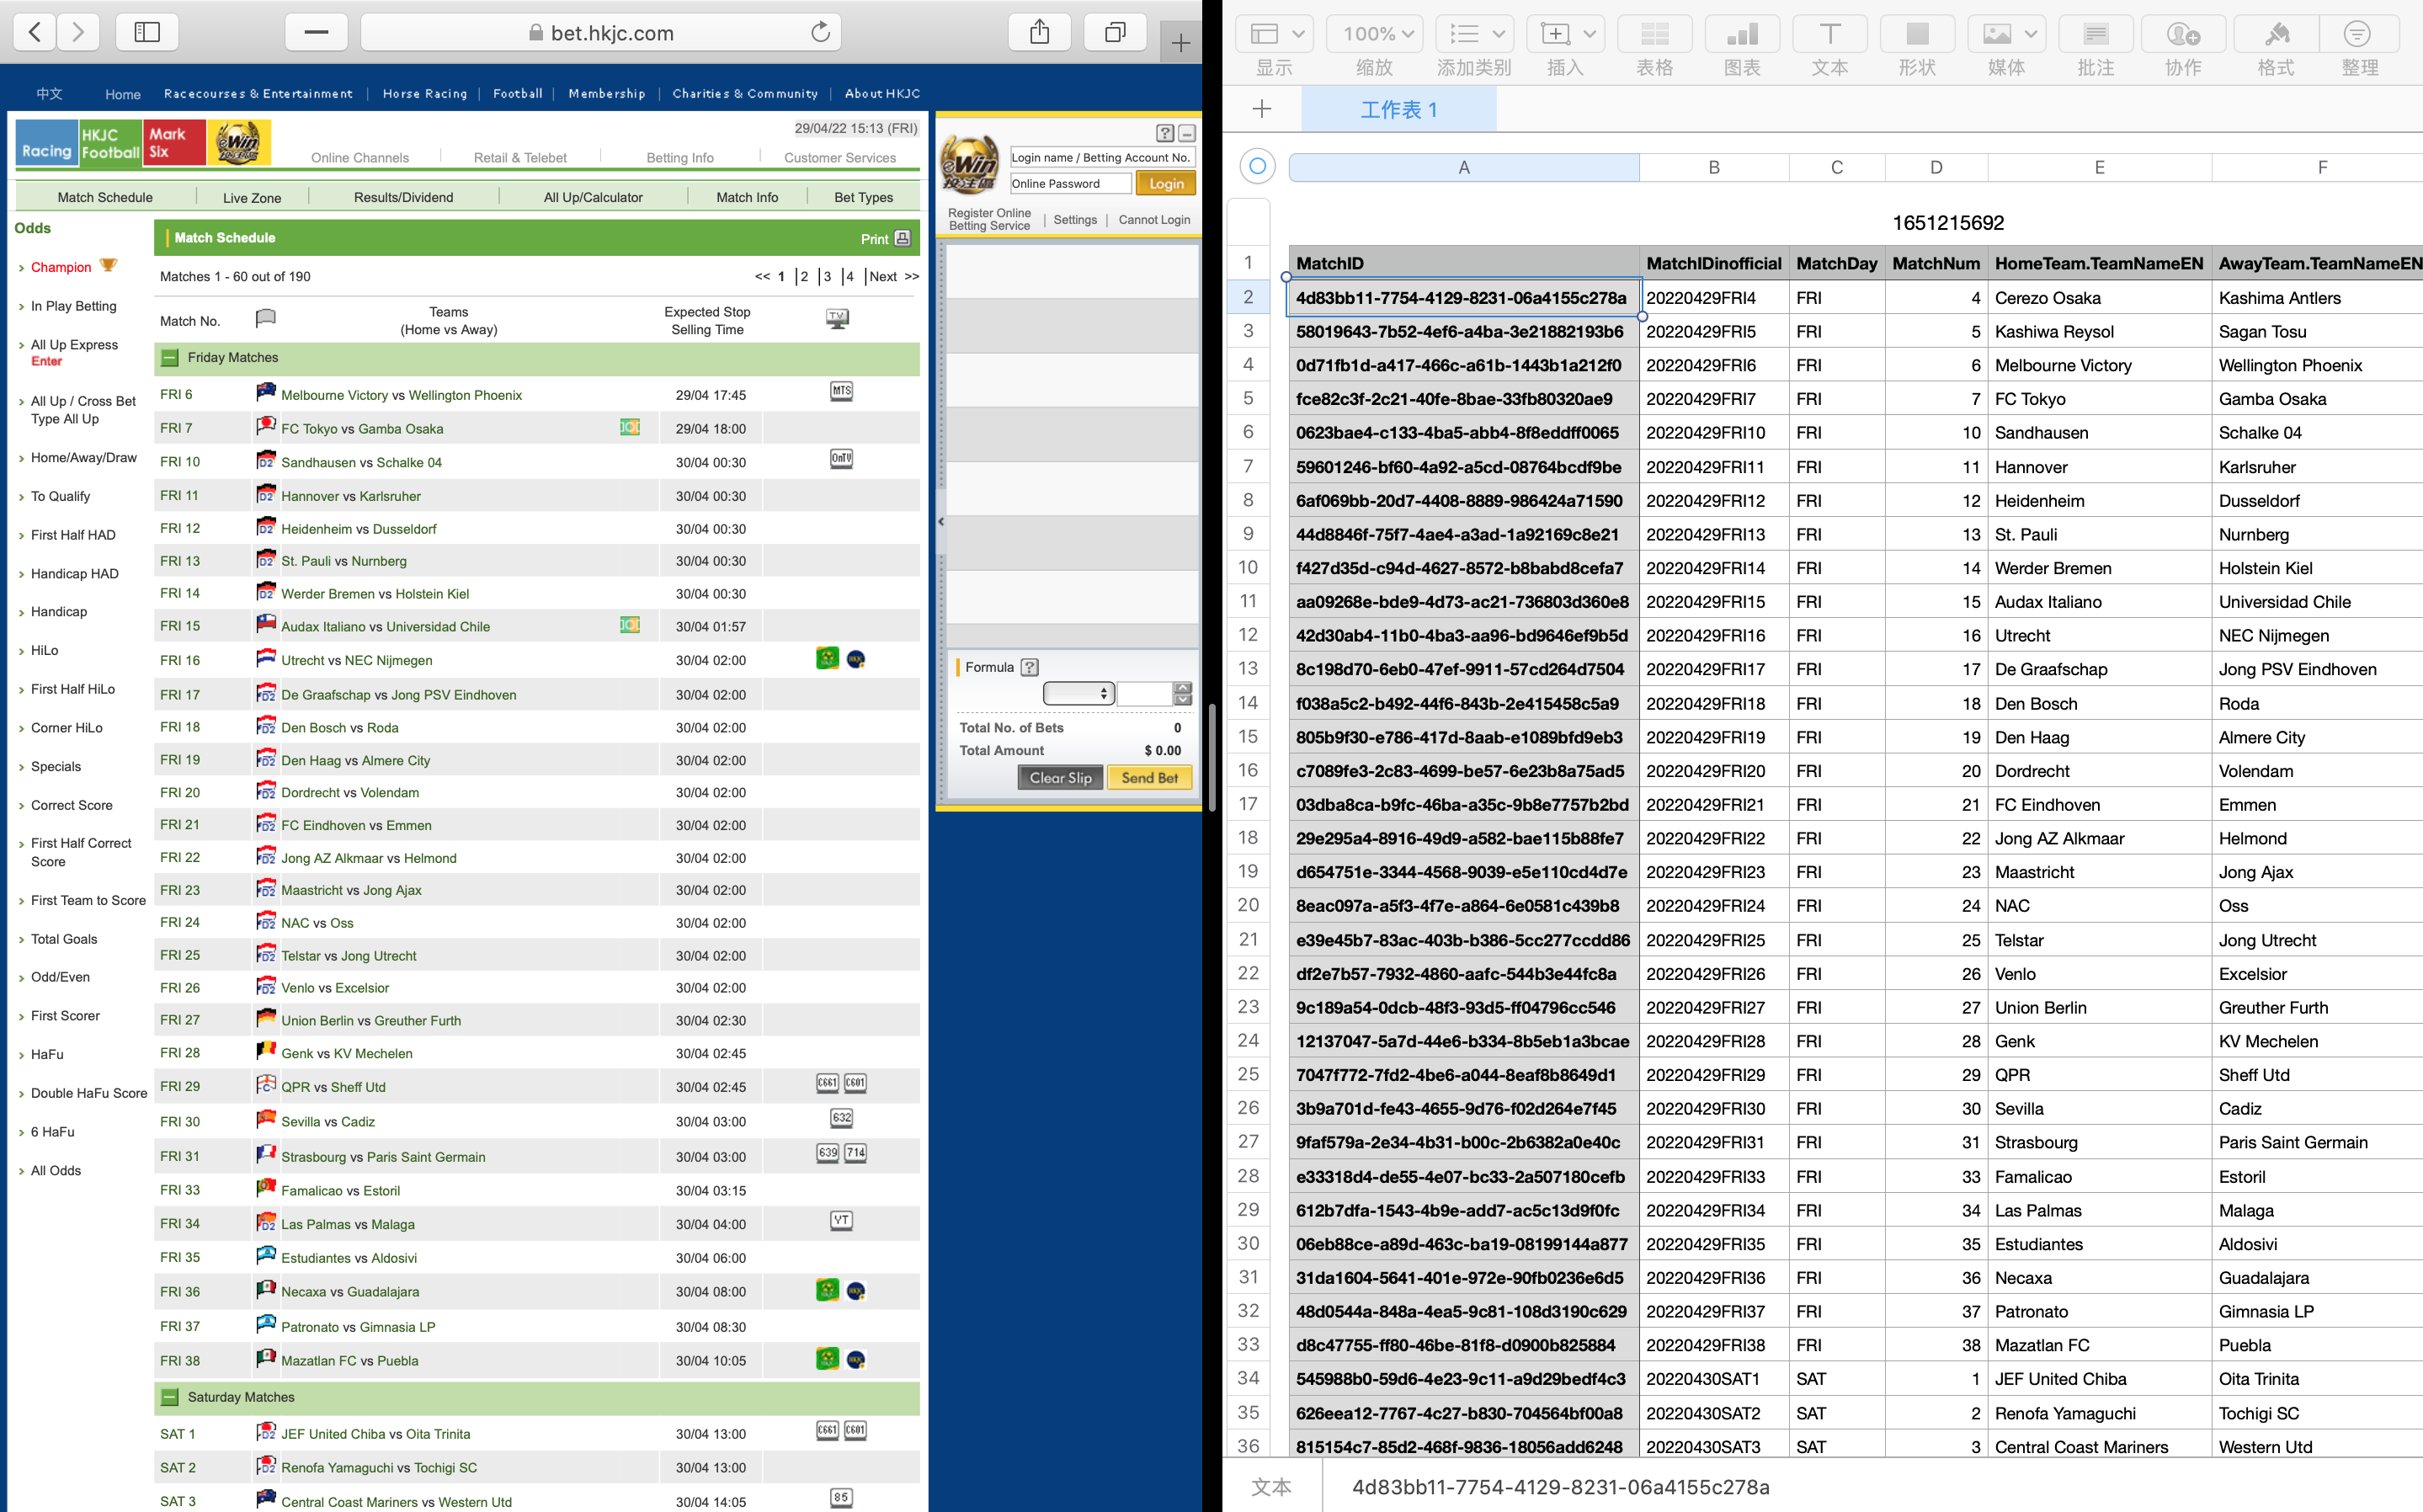 bet.hkjc.com
中文 Home Racecourses & Entertainment Horse Racing Football Membership Charities & Community About HKJC
Racing HKJC Football Mark Six eWin 投注區
29/04/22 15:13 (FRI)
Online Channels Retail & Telebet Betting Info Customer Services
Match Schedule Live Zone Results/Dividend All Up/Calculator Match Info Bet Types
Odds
Champion
In Play Betting
All Up Express
Enter
All Up / Cross Bet
Type All Up
Home/Away/Draw
To Qualify
First Half HAD
Handicap HAD
Handicap
HiLo
First Half HiLo
Corner HiLo
Specials
Correct Score
First Half Correct
Score
First Team to Score
Total Goals
Odd/Even
First Scorer
HaFu
Double HaFu Score
6 HaFu
All Odds
Match Schedule Print
Matches 1 - 60 out of 190 << 1 |2 |3 |4 |Next >>
Match No. Teams (Home vs Away) Expected Stop Selling Time TV
Friday Matches
FRI 6 Melbourne Victory vs Wellington Phoenix 29/04 17:45 MTS
FRI 7 FC Tokyo vs Gamba Osaka 29/04 18:00
FRI 10 D2 Sandhausen vs Schalke 04 30/04 00:30 OnTV
FRI 11 D2 Hannover vs Karlsruher 30/04 00:30
FRI 12 D2 Heidenheim vs Dusseldorf 30/04 00:30
FRI 13 D2 St. Pauli vs Nurnberg 30/04 00:30
FRI 14 D2 Werder Bremen vs Holstein Kiel 30/04 00:30
FRI 15 Audax Italiano vs Universidad Chile 30/04 01:57
FRI 16 Utrecht vs NEC Nijmegen 30/04 02:00
FRI 17 D2 De Graafschap vs Jong PSV Eindhoven 30/04 02:00
FRI 18 D2 Den Bosch vs Roda 30/04 02:00
FRI 19 D2 Den Haag vs Almere City 30/04 02:00
FRI 20 D2 Dordrecht vs Volendam 30/04 02:00
FRI 21 D2 FC Eindhoven vs Emmen 30/04 02:00
FRI 22 D2 Jong AZ Alkmaar vs Helmond 30/04 02:00
FRI 23 D2 Maastricht vs Jong Ajax 30/04 02:00
FRI 24 D2 NAC vs Oss 30/04 02:00
FRI 25 D2 Telstar vs Jong Utrecht 30/04 02:00
FRI 26 D2 Venlo vs Excelsior 30/04 02:00
FRI 27 Union Berlin vs Greuther Furth 30/04 02:30
FRI 28 Genk vs KV Mechelen 30/04 02:45
FRI 29 C QPR vs Sheff Utd 30/04 02:45 C661 C601
FRI 30 Sevilla vs Cadiz 30/04 03:00 632
FRI 31 Strasbourg vs Paris Saint Germain 30/04 03:00 639 714
FRI 33 Famalicao vs Estoril 30/04 03:15
FRI 34 D2 Las Palmas vs Malaga 30/04 04:00 YT
FRI 35 Estudiantes vs Aldosivi 30/04 06:00
FRI 36 Necaxa vs Guadalajara 30/04 08:00
FRI 37 Patronato vs Gimnasia LP 30/04 08:30
FRI 38 Mazatlan FC vs Puebla 30/04 10:05
Saturday Matches
SAT 1 D2 JEF United Chiba vs Oita Trinita 30/04 13:00 C661 C601
SAT 2 D2 Renofa Yamaguchi vs Tochigi SC 30/04 13:00
SAT 3 Central Coast Mariners vs Western Utd 30/04 14:05 85
? –
eWin 投注區
Login name / Betting Account No.
Online Password Login
Register Online
Betting Service | Settings | Cannot Login
Formula ?
Total No. of Bets 0
Total Amount $ 0.00
Clear Slip Send Bet
100%
显示 缩放 添加类别 插入 表格 图表 文本 形状 媒体 批注 协作 格式 整理
+ 工作表 1
A B C D E F
1651215692
1 MatchID MatchIDinofficial MatchDay MatchNum HomeTeam.TeamNameEN AwayTeam.TeamNameEN
2 4d83bb11-7754-4129-8231-06a4155c278a 20220429FRI4 FRI 4 Cerezo Osaka Kashima Antlers
3 58019643-7b52-4ef6-a4ba-3e21882193b6 20220429FRI5 FRI 5 Kashiwa Reysol Sagan Tosu
4 0d71fb1d-a417-466c-a61b-1443b1a212f0 20220429FRI6 FRI 6 Melbourne Victory Wellington Phoenix
5 fce82c3f-2c21-40fe-8bae-33fb80320ae9 20220429FRI7 FRI 7 FC Tokyo Gamba Osaka
6 0623bae4-c133-4ba5-abb4-8f8eddff0065 20220429FRI10 FRI 10 Sandhausen Schalke 04
7 59601246-bf60-4a92-a5cd-08764bcdf9be 20220429FRI11 FRI 11 Hannover Karlsruher
8 6af069bb-20d7-4408-8889-986424a71590 20220429FRI12 FRI 12 Heidenheim Dusseldorf
9 44d8846f-75f7-4ae4-a3ad-1a92169c8e21 20220429FRI13 FRI 13 St. Pauli Nurnberg
10 f427d35d-c94d-4627-8572-b8babd8cefa7 20220429FRI14 FRI 14 Werder Bremen Holstein Kiel
11 aa09268e-bde9-4d73-ac21-736803d360e8 20220429FRI15 FRI 15 Audax Italiano Universidad Chile
12 42d30ab4-11b0-4ba3-aa96-bd9646ef9b5d 20220429FRI16 FRI 16 Utrecht NEC Nijmegen
13 8c198d70-6eb0-47ef-9911-57cd264d7504 20220429FRI17 FRI 17 De Graafschap Jong PSV Eindhoven
14 f038a5c2-b492-44f6-843b-2e415458c5a9 20220429FRI18 FRI 18 Den Bosch Roda
15 805b9f30-e786-417d-8aab-e1089bfd9eb3 20220429FRI19 FRI 19 Den Haag Almere City
16 c7089fe3-2c83-4699-be57-6e23b8a75ad5 20220429FRI20 FRI 20 Dordrecht Volendam
17 03dba8ca-b9fc-46ba-a35c-9b8e7757b2bd 20220429FRI21 FRI 21 FC Eindhoven Emmen
18 29e295a4-8916-49d9-a582-bae115b88fe7 20220429FRI22 FRI 22 Jong AZ Alkmaar Helmond
19 d654751e-3344-4568-9039-e5e110cd4d7e 20220429FRI23 FRI 23 Maastricht Jong Ajax
20 8eac097a-a5f3-4f7e-a864-6e0581c439b8 20220429FRI24 FRI 24 NAC Oss
21 e39e45b7-83ac-403b-b386-5cc277ccdd86 20220429FRI25 FRI 25 Telstar Jong Utrecht
22 df2e7b57-7932-4860-aafc-544b3e44fc8a 20220429FRI26 FRI 26 Venlo Excelsior
23 9c189a54-0dcb-48f3-93d5-ff04796cc546 20220429FRI27 FRI 27 Union Berlin Greuther Furth
24 12137047-5a7d-44e6-b334-8b5eb1a3bcae 20220429FRI28 FRI 28 Genk KV Mechelen
25 7047f772-7fd2-4be6-a044-8eaf8b8649d1 20220429FRI29 FRI 29 QPR Sheff Utd
26 3b9a701d-fe43-4655-9d76-f02d264e7f45 20220429FRI30 FRI 30 Sevilla Cadiz
27 9faf579a-2e34-4b31-b00c-2b6382a0e40c 20220429FRI31 FRI 31 Strasbourg Paris Saint Germain
28 e33318d4-de55-4e07-bc33-2a507180cefb 20220429FRI33 FRI 33 Famalicao Estoril
29 612b7dfa-1543-4b9e-add7-ac5c13d9f0fc 20220429FRI34 FRI 34 Las Palmas Malaga
30 06eb88ce-a89d-463c-ba19-08199144a877 20220429FRI35 FRI 35 Estudiantes Aldosivi
31 31da1604-5641-401e-972e-90fb0236e6d5 20220429FRI36 FRI 36 Necaxa Guadalajara
32 48d0544a-848a-4ea5-9c81-108d3190c629 20220429FRI37 FRI 37 Patronato Gimnasia LP
33 d8c47755-ff80-46be-81f8-d0900b825884 20220429FRI38 FRI 38 Mazatlan FC Puebla
34 545988b0-59d6-4e23-9c11-a9d29bedf4c3 20220430SAT1 SAT 1 JEF United Chiba Oita Trinita
35 626eea12-7767-4c27-b830-704564bf00a8 20220430SAT2 SAT 2 Renofa Yamaguchi Tochigi SC
36 815154c7-85d2-468f-9836-18056add6248 20220430SAT3 SAT 3 Central Coast Mariners Western Utd
文本 4d83bb11-7754-4129-8231-06a4155c278a